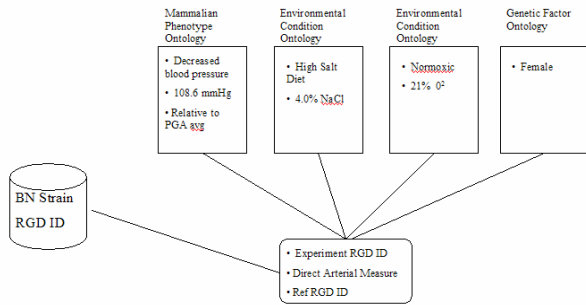 Mammalian
Phenotype
Ontology
• Decreased
blood pressure
• 108.6 mmHg
• Relative to
PGA avg
Environmental
Condition
Ontology
• High Salt
Diet
• 4.0% NaCl
Environmental
Condition
Ontology
• Normoxic
• 21% 0²
Genetic Factor
Ontology
• Female
BN Strain
RGD ID
• Experiment RGD ID
• Direct Arterial Measure
• Ref RGD ID